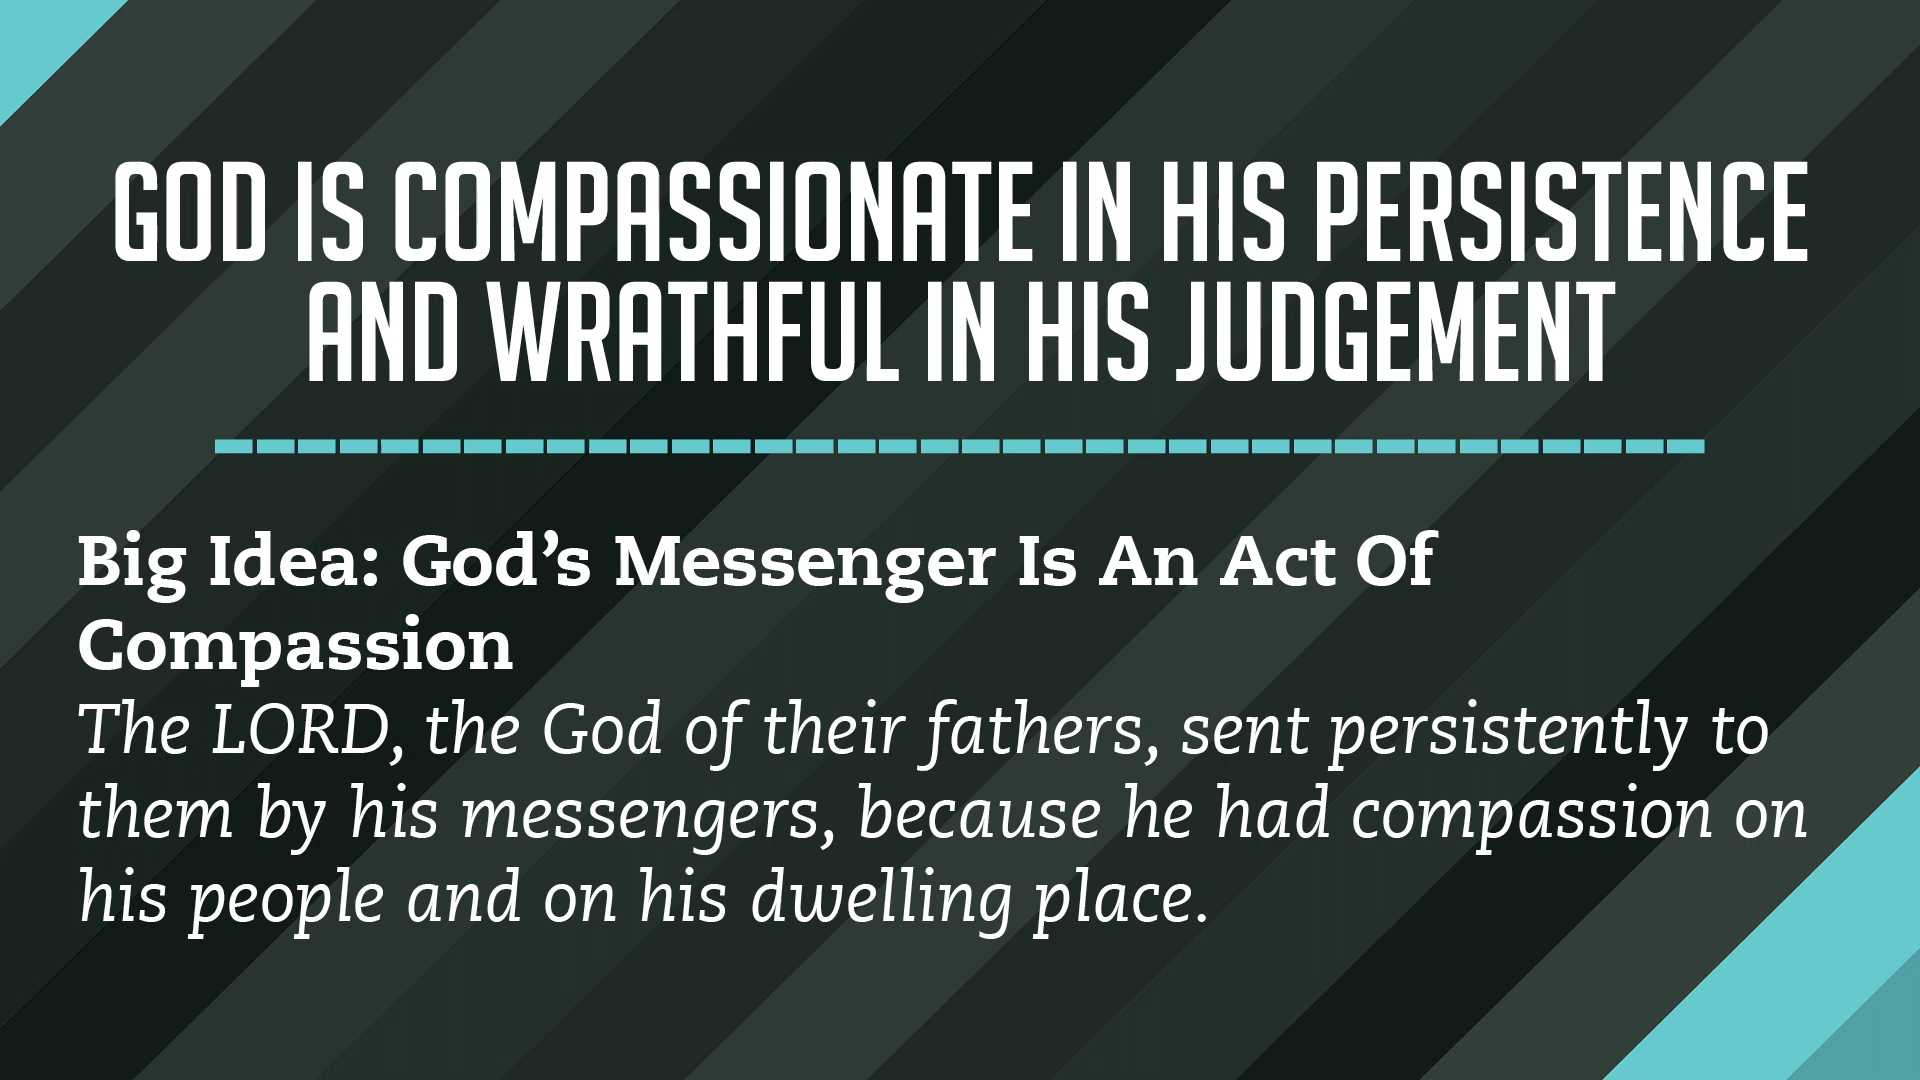 GOD IS COMPASSIONATE IN HIS PERSISTENCE
AND WRATHFUL IN HIS JUDGEMENT
Big Idea: God’s Messenger Is An Act Of
Compassion
The LORD, the God of their fathers, sent persistently to
them by his messengers, because he had compassion on
his people and on his dwelling place.